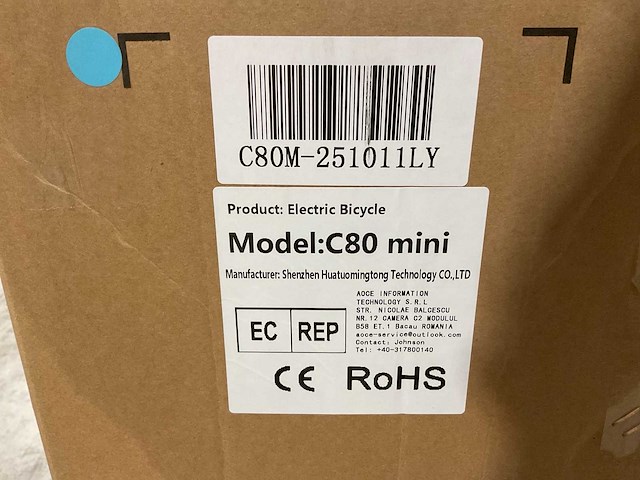 C80M-251011LY
Product: Electric Bicycle
Model:C80 mini
Manufacturer: Shenzhen Huatuomingtong Technology CO.,LTD
EC REP
AOCE INFORMATION
TECHNOLOGY S.R.L
STR. NICOLAE BALCESCU
NR.12 CAMERA C2 MODULUL
B58 ET.1 Bacau ROMANIA
aoce-service@outlook.com
Contact: Johnson
Tel: +40-317800140
CE RoHS